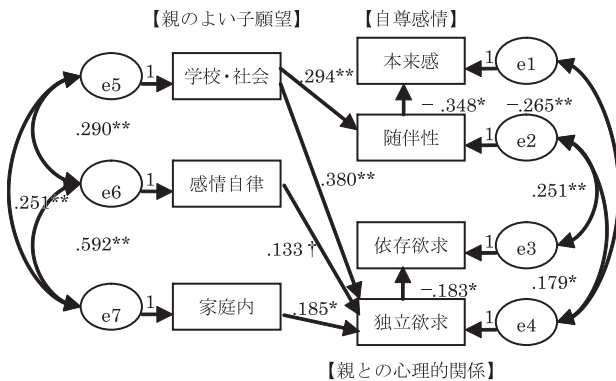 【親のよい子願望】 【自尊感情】
e5 1 学校・社会 .294** 本来感 1 e1
－.348* －.265**
.290** 随伴性 1 e2
e6 1 感情自律 .380**
.251** .251**
.592** .133† 依存欲求 1 e3
－.183* .179*
e7 1 家庭内 .185* 独立欲求 1 e4
【親との心理的関係】